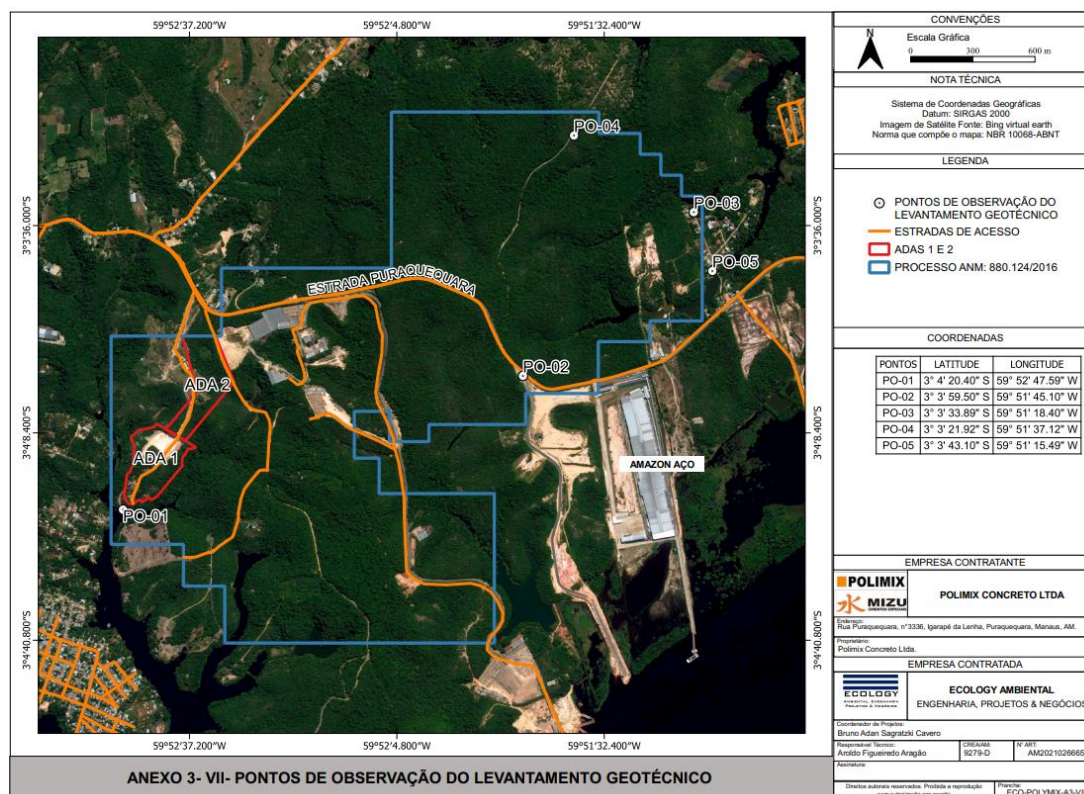 59°52'37.200"W
59°52'4.800"W
59°51'32.400"W
3°3'36.000"S
3°4'8.400"S
3°4'40.800"S
3°3'36.000"S
3°4'8.400"S
3°4'40.800"S
59°52'37.200"W
59°52'4.800"W
59°51'32.400"W
PO-04
PO-03
PO-05
ESTRADA PURAQUEQUARA
PO-02
ADA 2
ADA 1
AMAZON AÇO
PO-01
ANEXO 3- VII- PONTOS DE OBSERVAÇÃO DO LEVANTAMENTO GEOTÉCNICO
CONVENÇÕES
N
Escala Gráfica
0 300 600 m
NOTA TÉCNICA
Sistema de Coordenadas Geográficas
Datum: SIRGAS 2000
Imagem de Satélite Fonte: Bing virtual earth
Norma que compõe o mapa: NBR 10068-ABNT
LEGENDA
PONTOS DE OBSERVAÇÃO DO
LEVANTAMENTO GEOTÉCNICO
ESTRADAS DE ACESSO
ADAS 1 E 2
PROCESSO ANM: 880.124/2016
COORDENADAS
PONTOS LATITUDE LONGITUDE
PO-01 3° 4' 20.40" S 59° 52' 47.59" W
PO-02 3° 3' 59.50" S 59° 51' 45.10" W
PO-03 3° 3' 33.89" S 59° 51' 18.40" W
PO-04 3° 3' 21.92" S 59° 51' 37.12" W
PO-05 3° 3' 43.10" S 59° 51' 15.49" W
EMPRESA CONTRATANTE
POLIMIX
水 MIZU
POLIMIX CONCRETO LTDA
Endereço:
Rua Puraquequara, n°3336, Igarapé da Lenha, Puraquequara, Manaus, AM.
Proprietário:
Polimix Concreto Ltda.
EMPRESA CONTRATADA
ECOLOGY
AMBIENTAL, ENGENHARIA
PROJETOS & NEGÓCIOS
ECOLOGY AMBIENTAL
ENGENHARIA, PROJETOS & NEGÓCIOS
Coordenador de Projetos:
Bruno Adan Sagratzki Cavero
Responsável Técnico:
Aroldo Figueiredo Aragão
CREA/AM:
9279-D
N° ART:
AM2021026665
Assinatura:
Direitos autorais reservados. Proibida a reprodução
Prancha:
ECO-POLYMIX-A3-VII